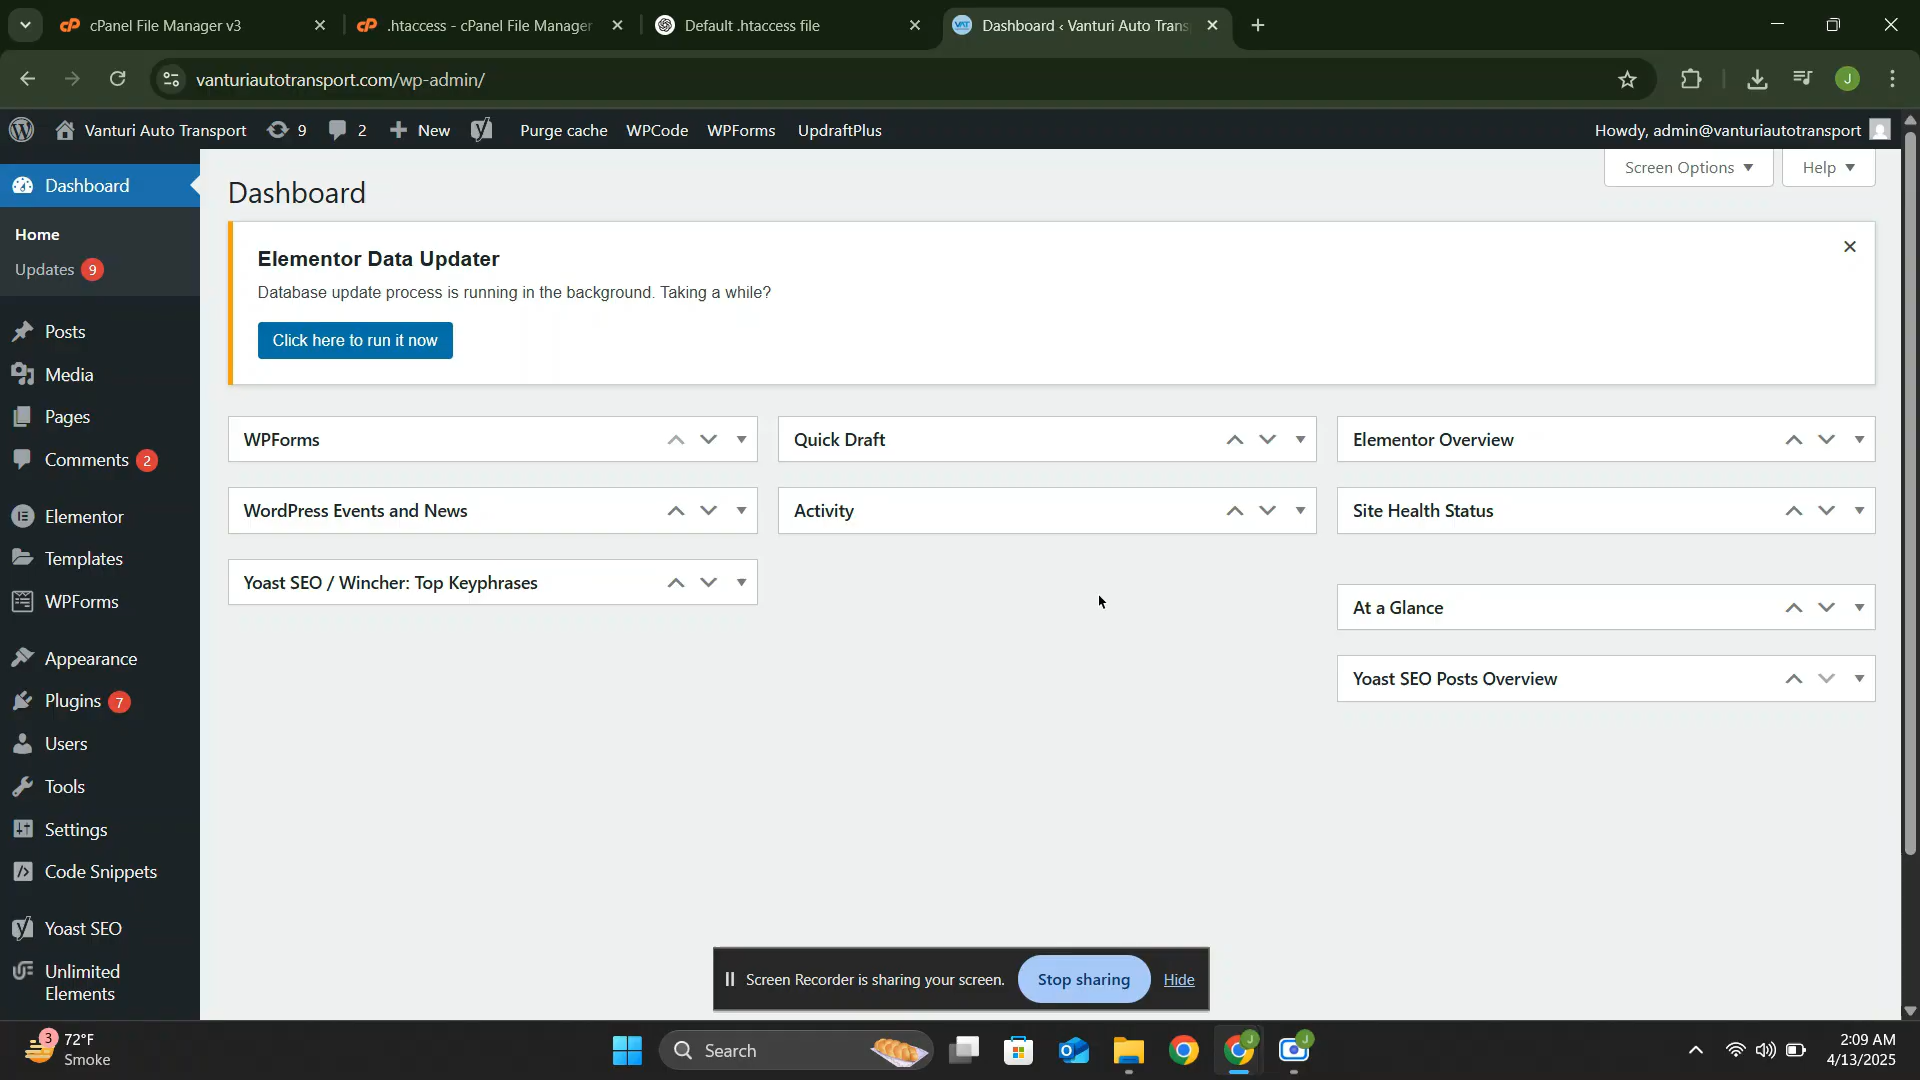 cPanel File Manager v3
.htaccess - cPanel File Manager
Default .htaccess file
Dashboard ‹ Vanturi Auto Trans
vanturiautotransport.com/wp-admin/
J
Vanturi Auto Transport
9
2
New
Purge cache
WPCode
WPForms
UpdraftPlus
Howdy, admin@vanturiautotransport
Screen Options
Help
Dashboard
Home
Updates 9
Posts
Media
Pages
Comments 2
Elementor
Templates
WPForms
Appearance
Plugins 7
Users
Tools
Settings
Code Snippets
Yoast SEO
Unlimited
Elements
Dashboard
Elementor Data Updater
Database update process is running in the background. Taking a while?
Click here to run it now
WPForms
Quick Draft
Elementor Overview
WordPress Events and News
Activity
Site Health Status
Yoast SEO / Wincher: Top Keyphrases
At a Glance
Yoast SEO Posts Overview
Screen Recorder is sharing your screen.
Stop sharing
Hide
3
72°F
Smoke
Search
J
J
2:09 AM
4/13/2025